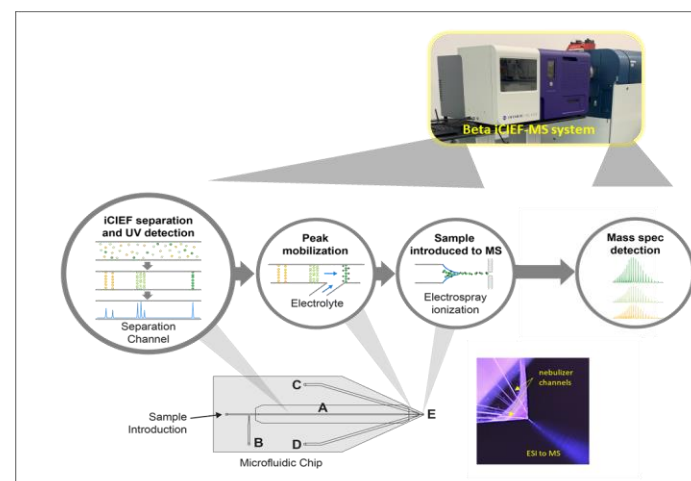 Beta iCIEF-MS system
iCIEF separation
and UV detection
Separation
Channel
Peak
mobilization
Electrolyte
Sample
introduced to MS
Electrospray
ionization
Mass spec
detection
Sample
Introduction
C
A
E
B
D
Microfluidic Chip
nebulizer
channels
ESI to MS